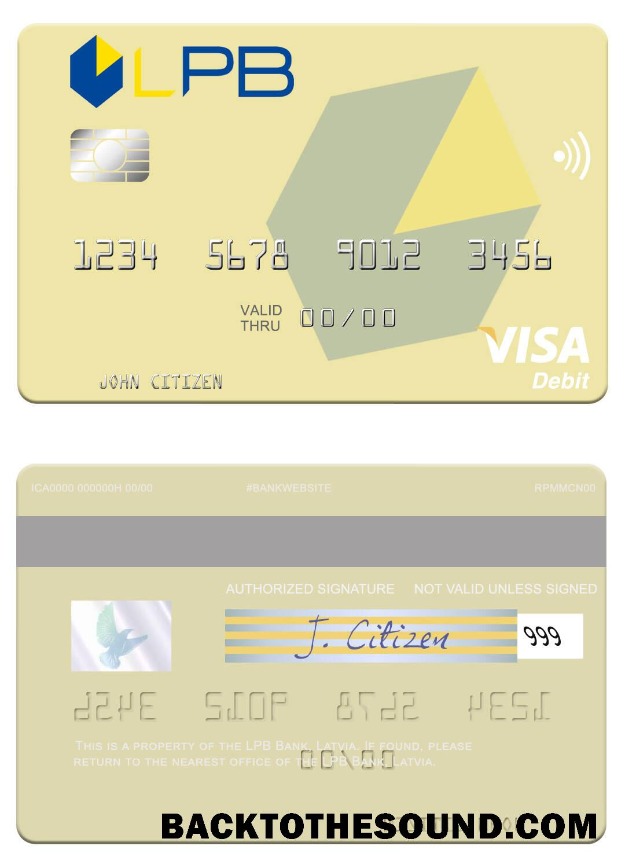 LPB
1234 5678 9012 3456
VALID THRU 00/00
VISA
Debit
JOHN CITIZEN
ICA0000 000000H 00/00 #BANKWEBSITE RPMMCN00
AUTHORIZED SIGNATURE NOT VALID UNLESS SIGNED
J. Citizen 999
THIS IS A PROPERTY OF THE LPB BANK, LATVIA. IF FOUND, PLEASE
RETURN TO THE NEAREST OFFICE OF THE LPB BANK, LATVIA.
BACKTOTHESOUND.COM